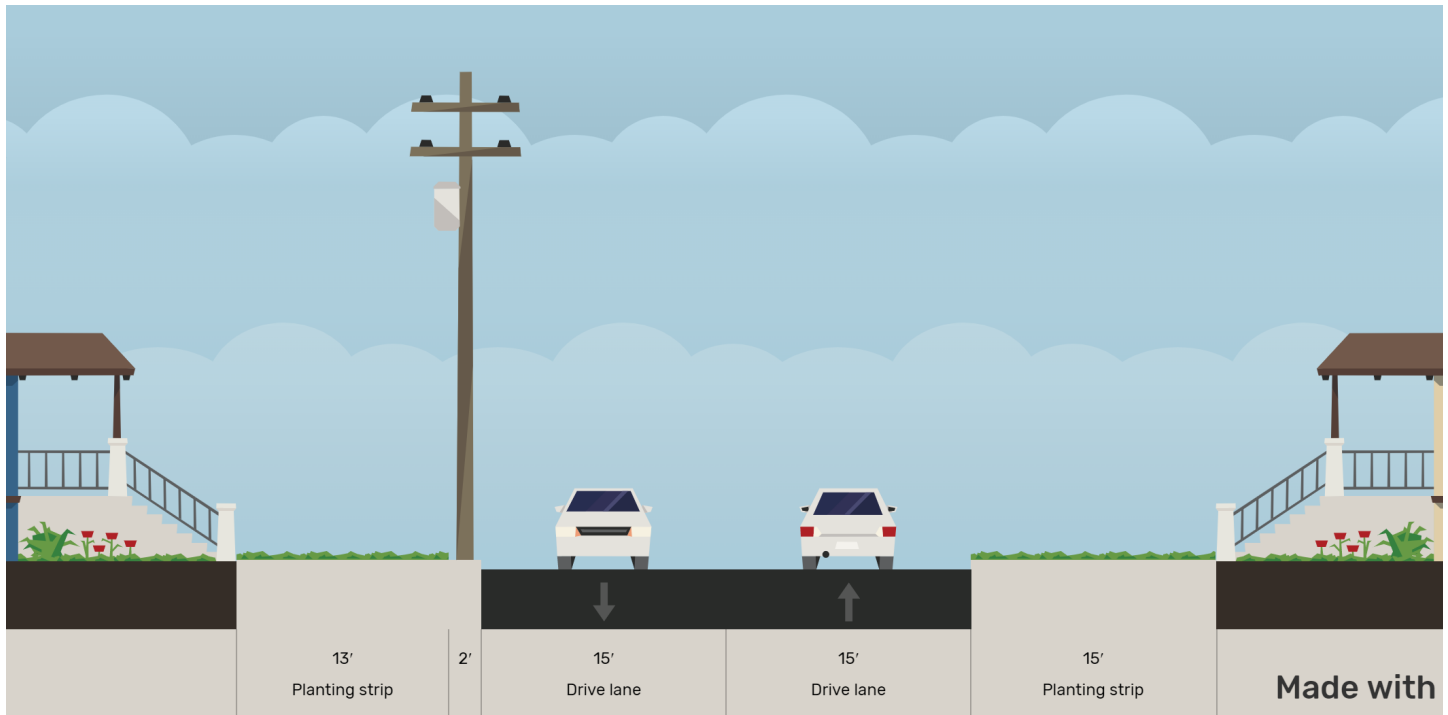 13′
2′
15′
15′
15′
Planting strip
Drive lane
Drive lane
Planting strip
Made with